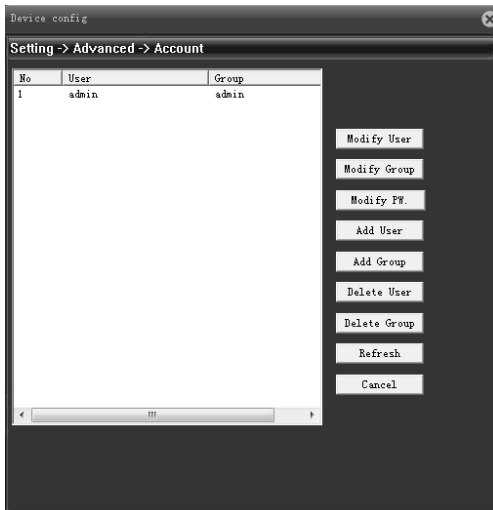 Device config
Setting -> Advanced -> Account
No User Group
1 admin admin
Modify User
Modify Group
Modify PW.
Add User
Add Group
Delete User
Delete Group
Refresh
Cancel